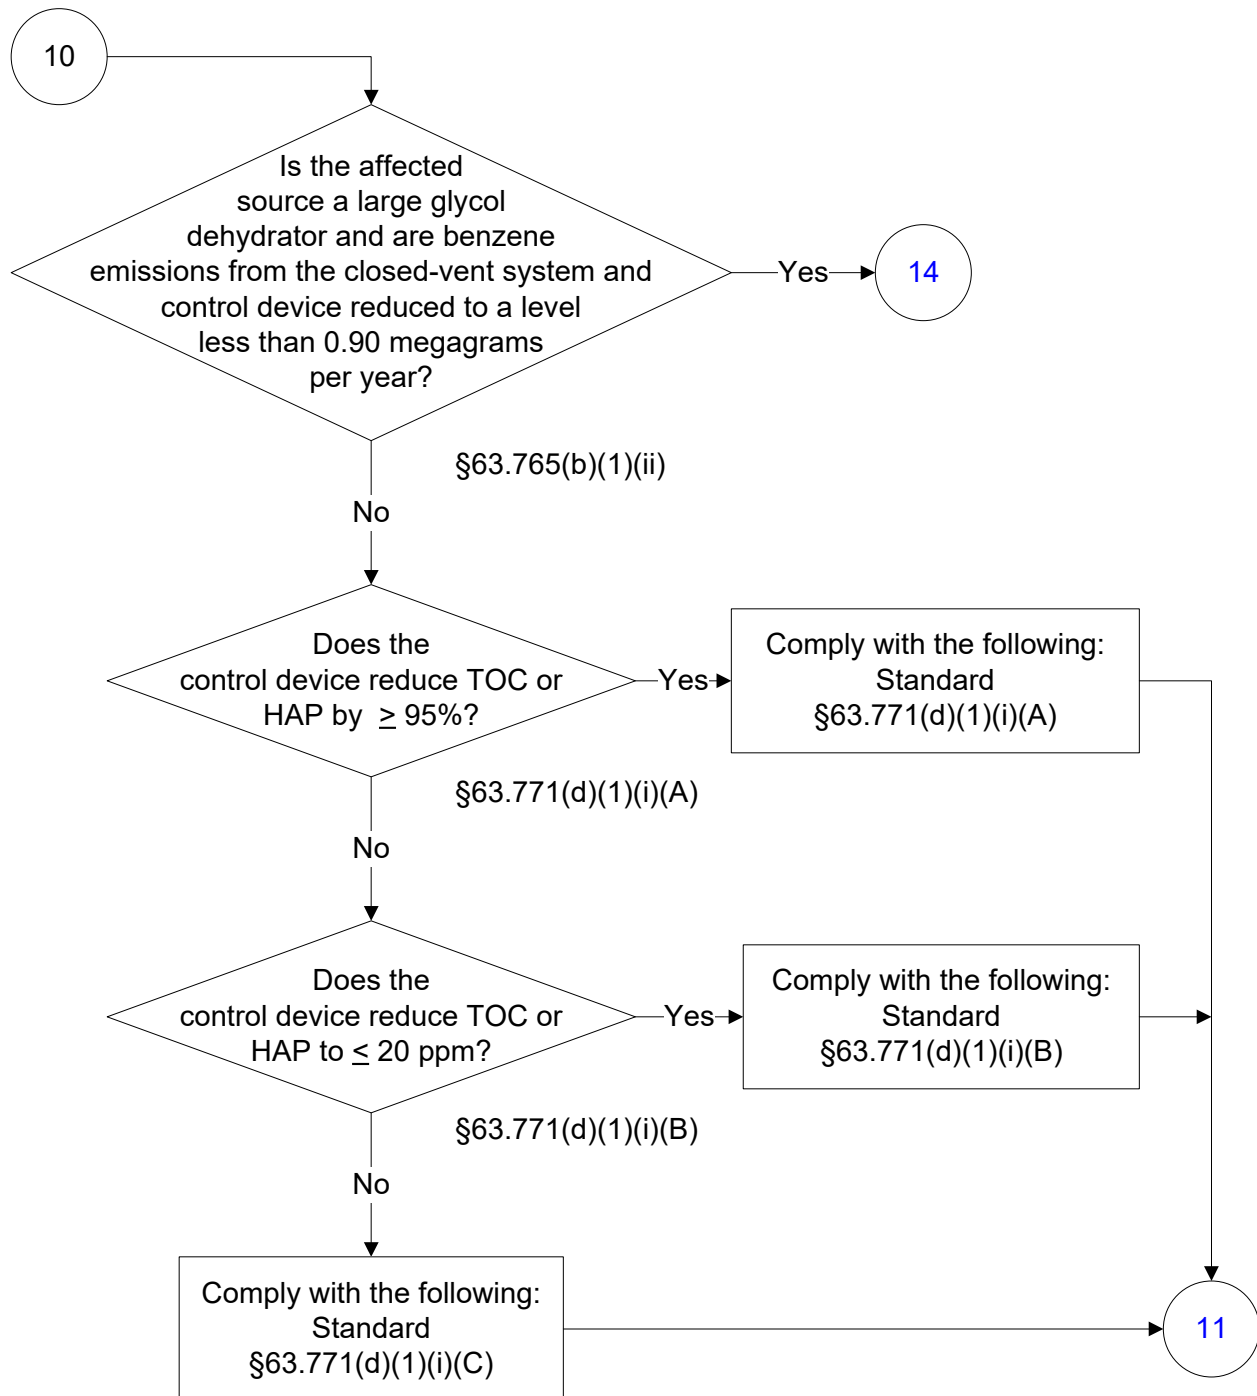 10
Is the affected
source a large glycol
dehydrator and are benzene
emissions from the closed-vent system and
control device reduced to a level
less than 0.90 megagrams
per year?
Yes
14
§63.765(b)(1)(ii)
No
Does the
control device reduce TOC or
HAP by ≥ 95%?
Yes
Comply with the following:
Standard
§63.771(d)(1)(i)(A)
§63.771(d)(1)(i)(A)
No
Does the
control device reduce TOC or
HAP to ≤ 20 ppm?
Yes
Comply with the following:
Standard
§63.771(d)(1)(i)(B)
§63.771(d)(1)(i)(B)
No
Comply with the following:
Standard
§63.771(d)(1)(i)(C)
11